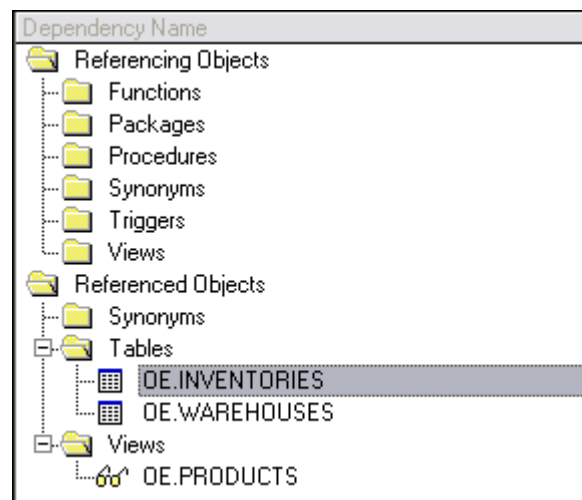 Dependency Name
Referencing Objects
Functions
Packages
Procedures
Synonyms
Triggers
Views
Referenced Objects
Synonyms
Tables
OE.INVENTORIES
OE.WAREHOUSES
Views
OE.PRODUCTS